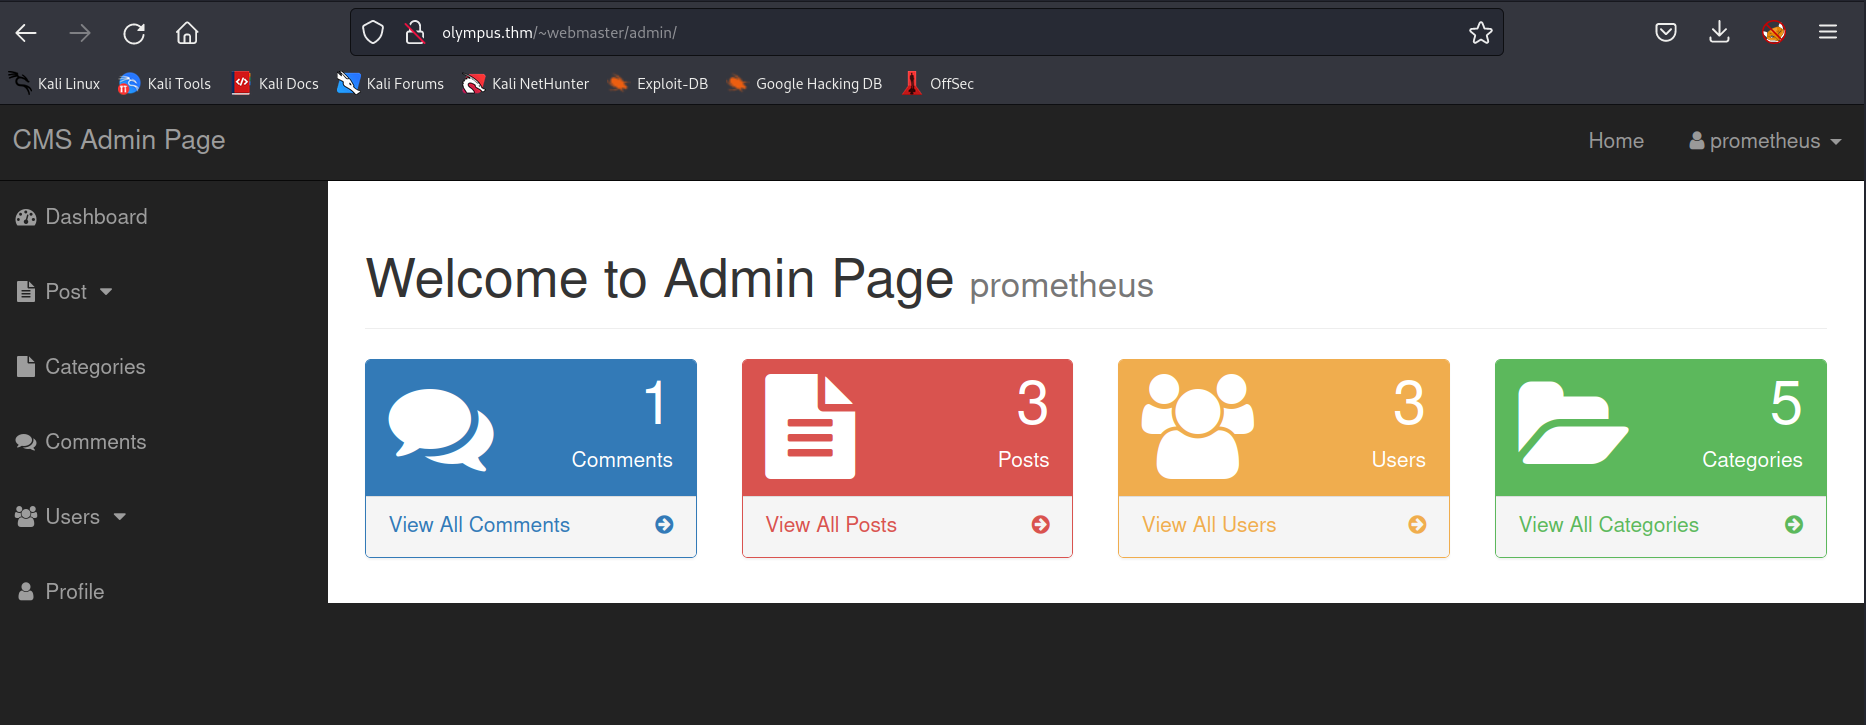 olympus.thm/~webmaster/admin/
Kali Linux Kali Tools Kali Docs Kali Forums Kali NetHunter Exploit-DB Google Hacking DB OffSec
CMS Admin Page Home prometheus
Dashboard
Post
Categories
Comments
Users
Profile
Welcome to Admin Page prometheus
1
Comments
View All Comments
3
Posts
View All Posts
3
Users
View All Users
5
Categories
View All Categories